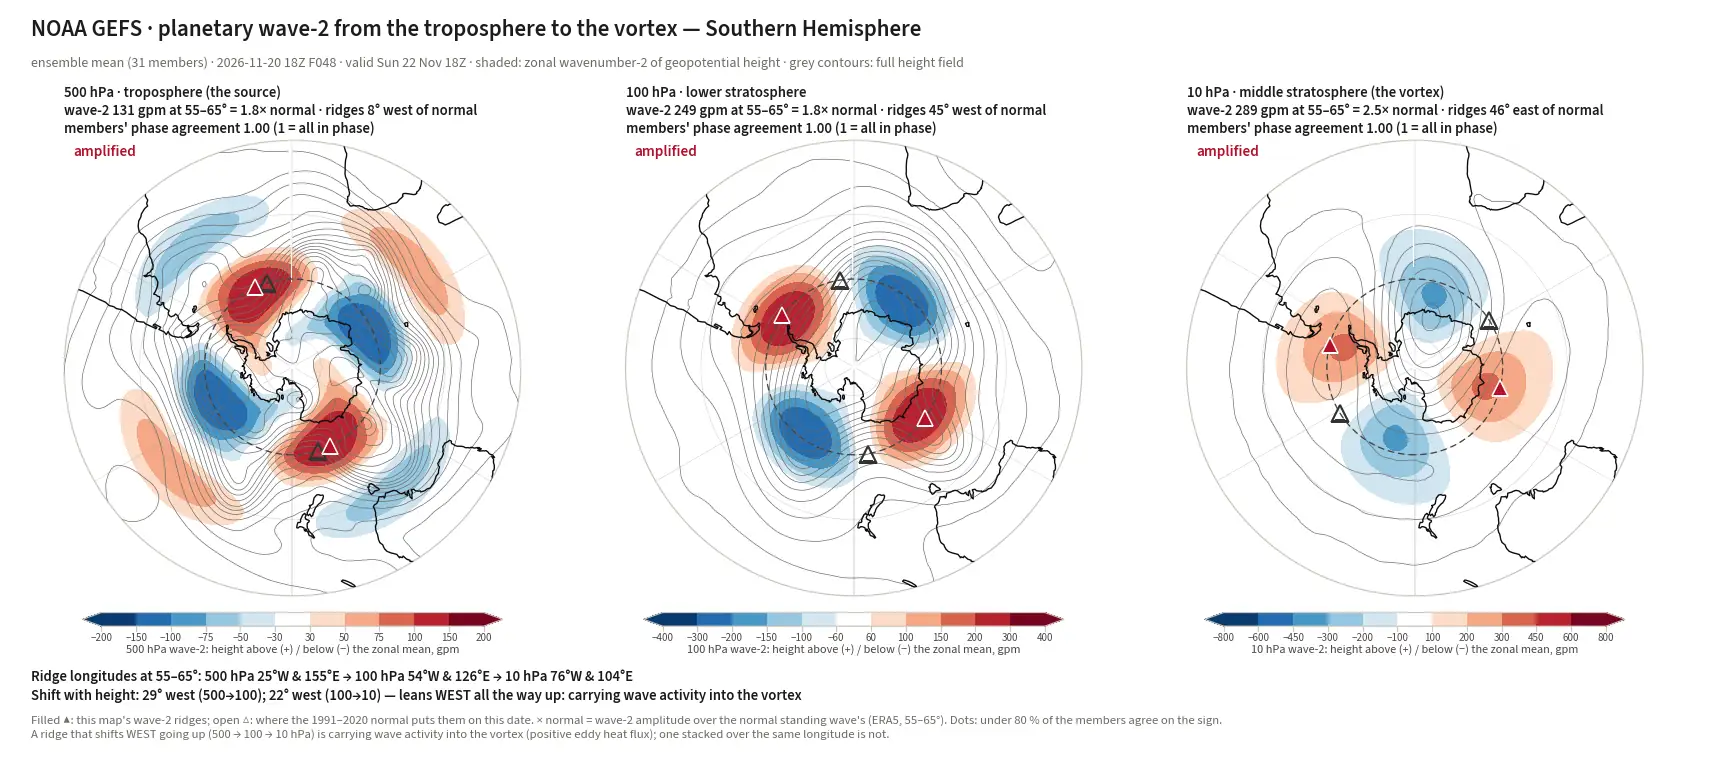 NOAA GEFS · planetary wave-2 from the troposphere to the vortex — Southern Hemisphere
ensemble mean (31 members) · 2026-11-20 18Z F048 · valid Sun 22 Nov 18Z · shaded: zonal wavenumber-2 of geopotential height · grey contours: full height field
500 hPa · troposphere (the source)
wave-2 131 gpm at 55–65° = 1.8× normal · ridges 8° west of normal
members' phase agreement 1.00 (1 = all in phase)
amplified
100 hPa · lower stratosphere
wave-2 249 gpm at 55–65° = 1.8× normal · ridges 45° west of normal
members' phase agreement 1.00 (1 = all in phase)
amplified
10 hPa · middle stratosphere (the vortex)
wave-2 289 gpm at 55–65° = 2.5× normal · ridges 46° east of normal
members' phase agreement 1.00 (1 = all in phase)
amplified
−200 −150 −100 −75 −50 −30 30 50 75 100 150 200
500 hPa wave-2: height above (+) / below (−) the zonal mean, gpm
−400 −300 −200 −150 −100 −60 60 100 150 200 300 400
100 hPa wave-2: height above (+) / below (−) the zonal mean, gpm
−800 −600 −450 −300 −200 −100 100 200 300 450 600 800
10 hPa wave-2: height above (+) / below (−) the zonal mean, gpm
Ridge longitudes at 55–65°: 500 hPa 25°W & 155°E → 100 hPa 54°W & 126°E → 10 hPa 76°W & 104°E
Shift with height: 29° west (500→100); 22° west (100→10) — leans WEST all the way up: carrying wave activity into the vortex
Filled ▲: this map's wave-2 ridges; open △: where the 1991–2020 normal puts them on this date. × normal = wave-2 amplitude over the normal standing wave's (ERA5, 55–65°). Dots: under 80 % of the members agree on the sign.
A ridge that shifts WEST going up (500 → 100 → 10 hPa) is carrying wave activity into the vortex (positive eddy heat flux); one stacked over the same longitude is not.